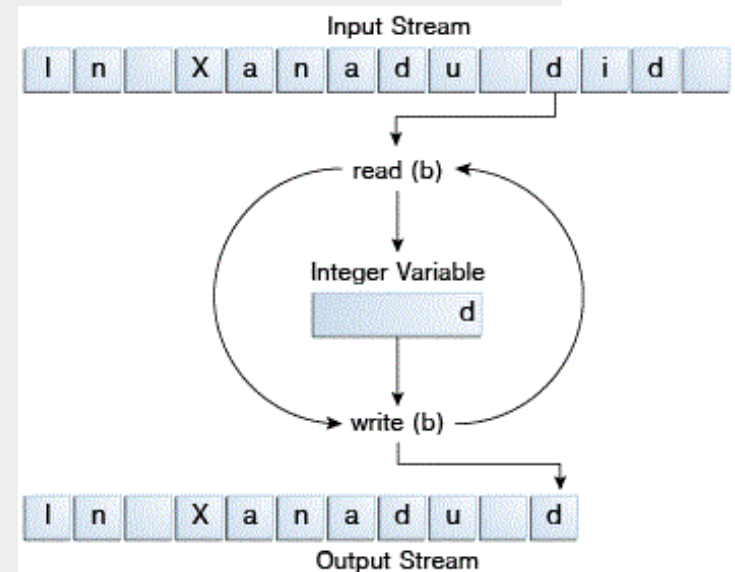 Input Stream
I n X a n a d u d i d
read (b)
Integer Variable
d
write (b)
I n X a n a d u d
Output Stream